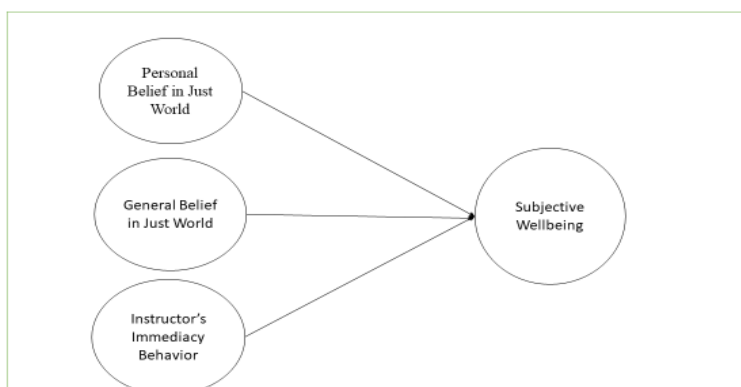 Personal
Belief in Just
World
General Belief
in Just World
Instructor's
Immediacy
Behavior
Subjective
Wellbeing